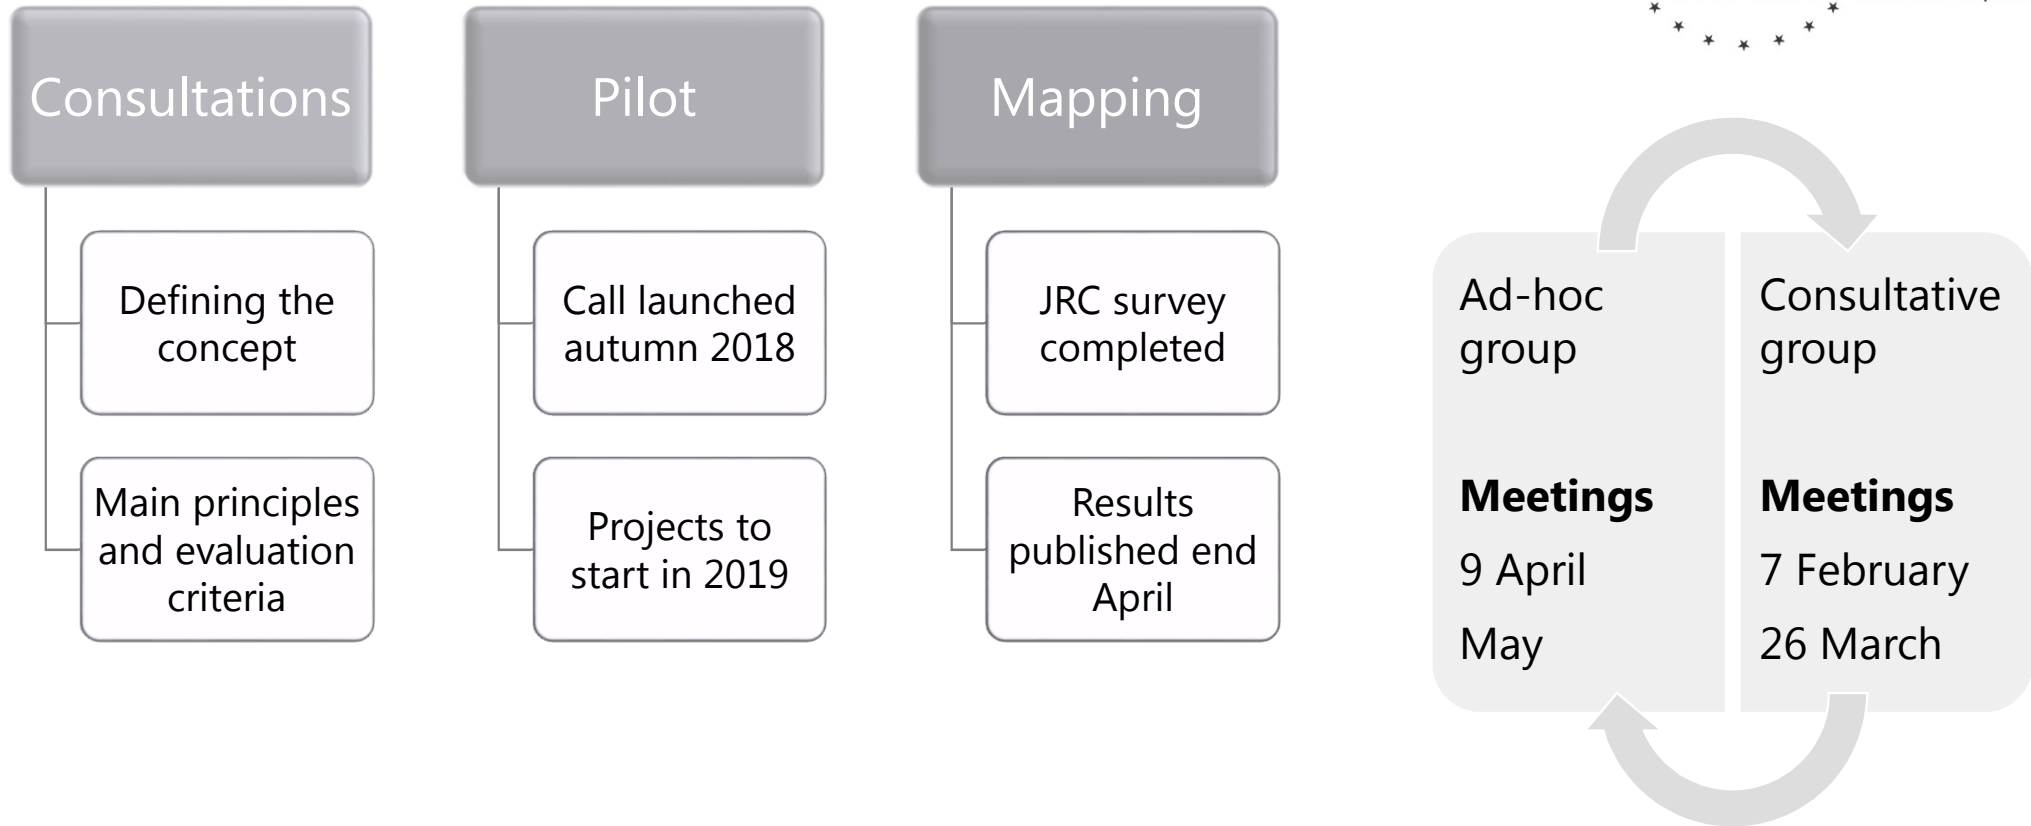 Consultations
Defining the
concept
Main principles
and evaluation
criteria
Pilot
Call launched
autumn 2018
Projects to
start in 2019
Mapping
JRC survey
completed
Results
published end
April
Ad-hoc
group
Meetings
9 April
May
Consultative
group
Meetings
7 February
26 March